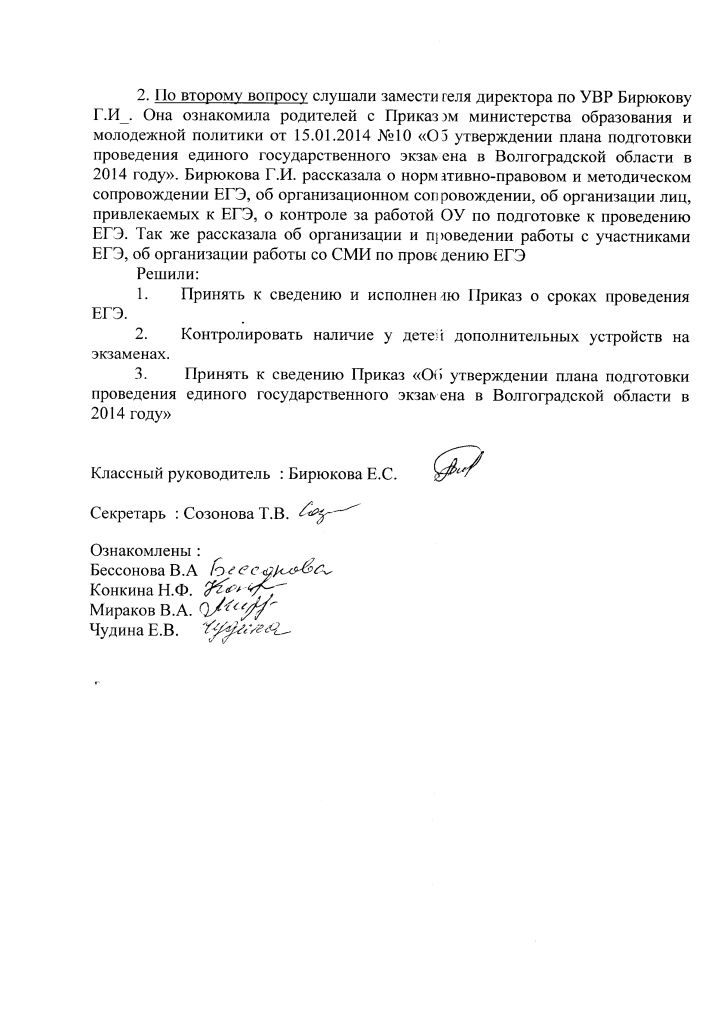 2. По второму вопросу слушали заместителя директора по УВР Бирюкову
Г.И_. Она ознакомила родителей с Приказом министерства образования и
молодежной политики от 15.01.2014 №10 «Об утверждении плана подготовки
проведения единого государственного экзамена в Волгоградской области в
2014 году». Бирюкова Г.И. рассказала о нормативно-правовом и методическом
сопровождении ЕГЭ, об организационном сопровождении, об организации лиц,
привлекаемых к ЕГЭ, о контроле за работой ОУ по подготовке к проведению
ЕГЭ. Так же рассказала об организации и проведении работы с участниками
ЕГЭ, об организации работы со СМИ по проведению ЕГЭ
Решили:
1. Принять к сведению и исполнению Приказ о сроках проведения
ЕГЭ.
2. Контролировать наличие у детей дополнительных устройств на
экзаменах.
3. Принять к сведению Приказ «Об утверждении плана подготовки
проведения единого государственного экзамена в Волгоградской области в
2014 году»
Классный руководитель : Бирюкова Е.С.
Секретарь : Созонова Т.В. Соз
Ознакомлены :
Бессонова В.А Бессонова
Конкина Н.Ф. Конк
Мираков В.А.
Чудина Е.В. Чудина